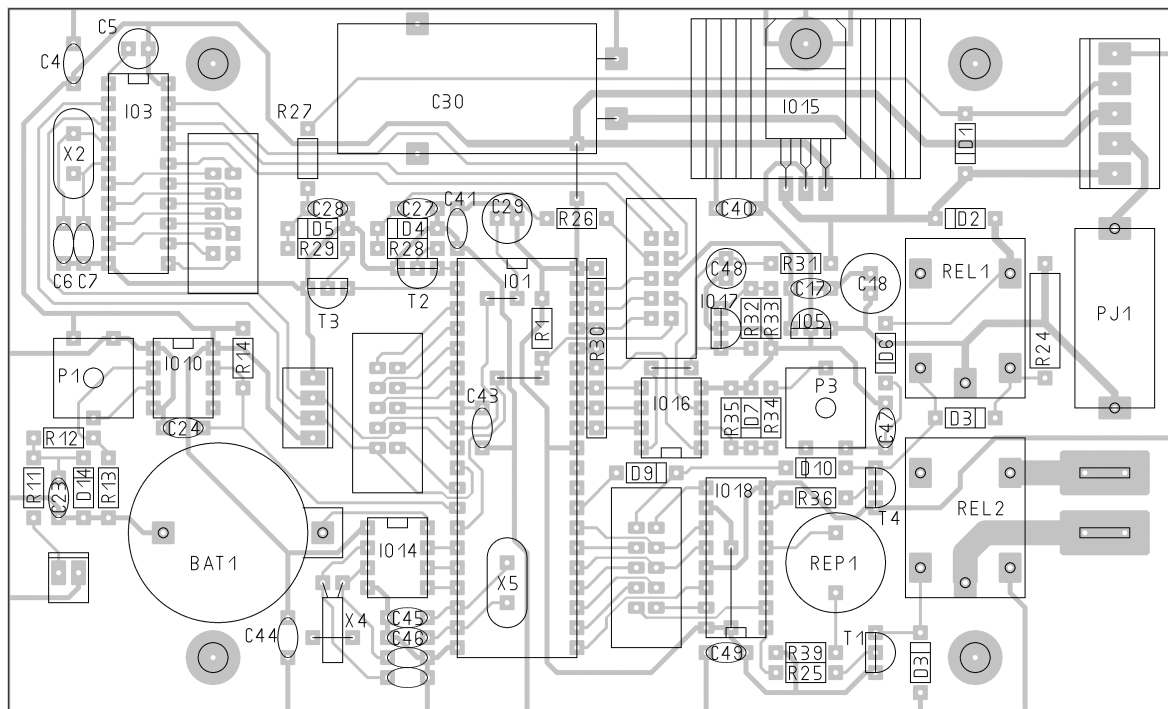 C5
C4
IO3
R27
C30
IO15
D1
X2
C28
C27
C41
C29
R26
C40
D5
D4
D2
R29
R28
C6
C7
IO1
C48
R31
C17
C18
REL1
T2
T3
IO17
R32
R33
IO5
PJ1
R14
R1
R30
D6
R24
P1
IO10
C43
IO16
R35
D7
R34
P3
C47
D3
C24
R12
R11
C23
D14
R13
D9
D10
IO18
R36
T4
REL2
BAT1
IO14
X5
REP1
X4
C45
C44
C46
C49
R39
R25
T1
D3